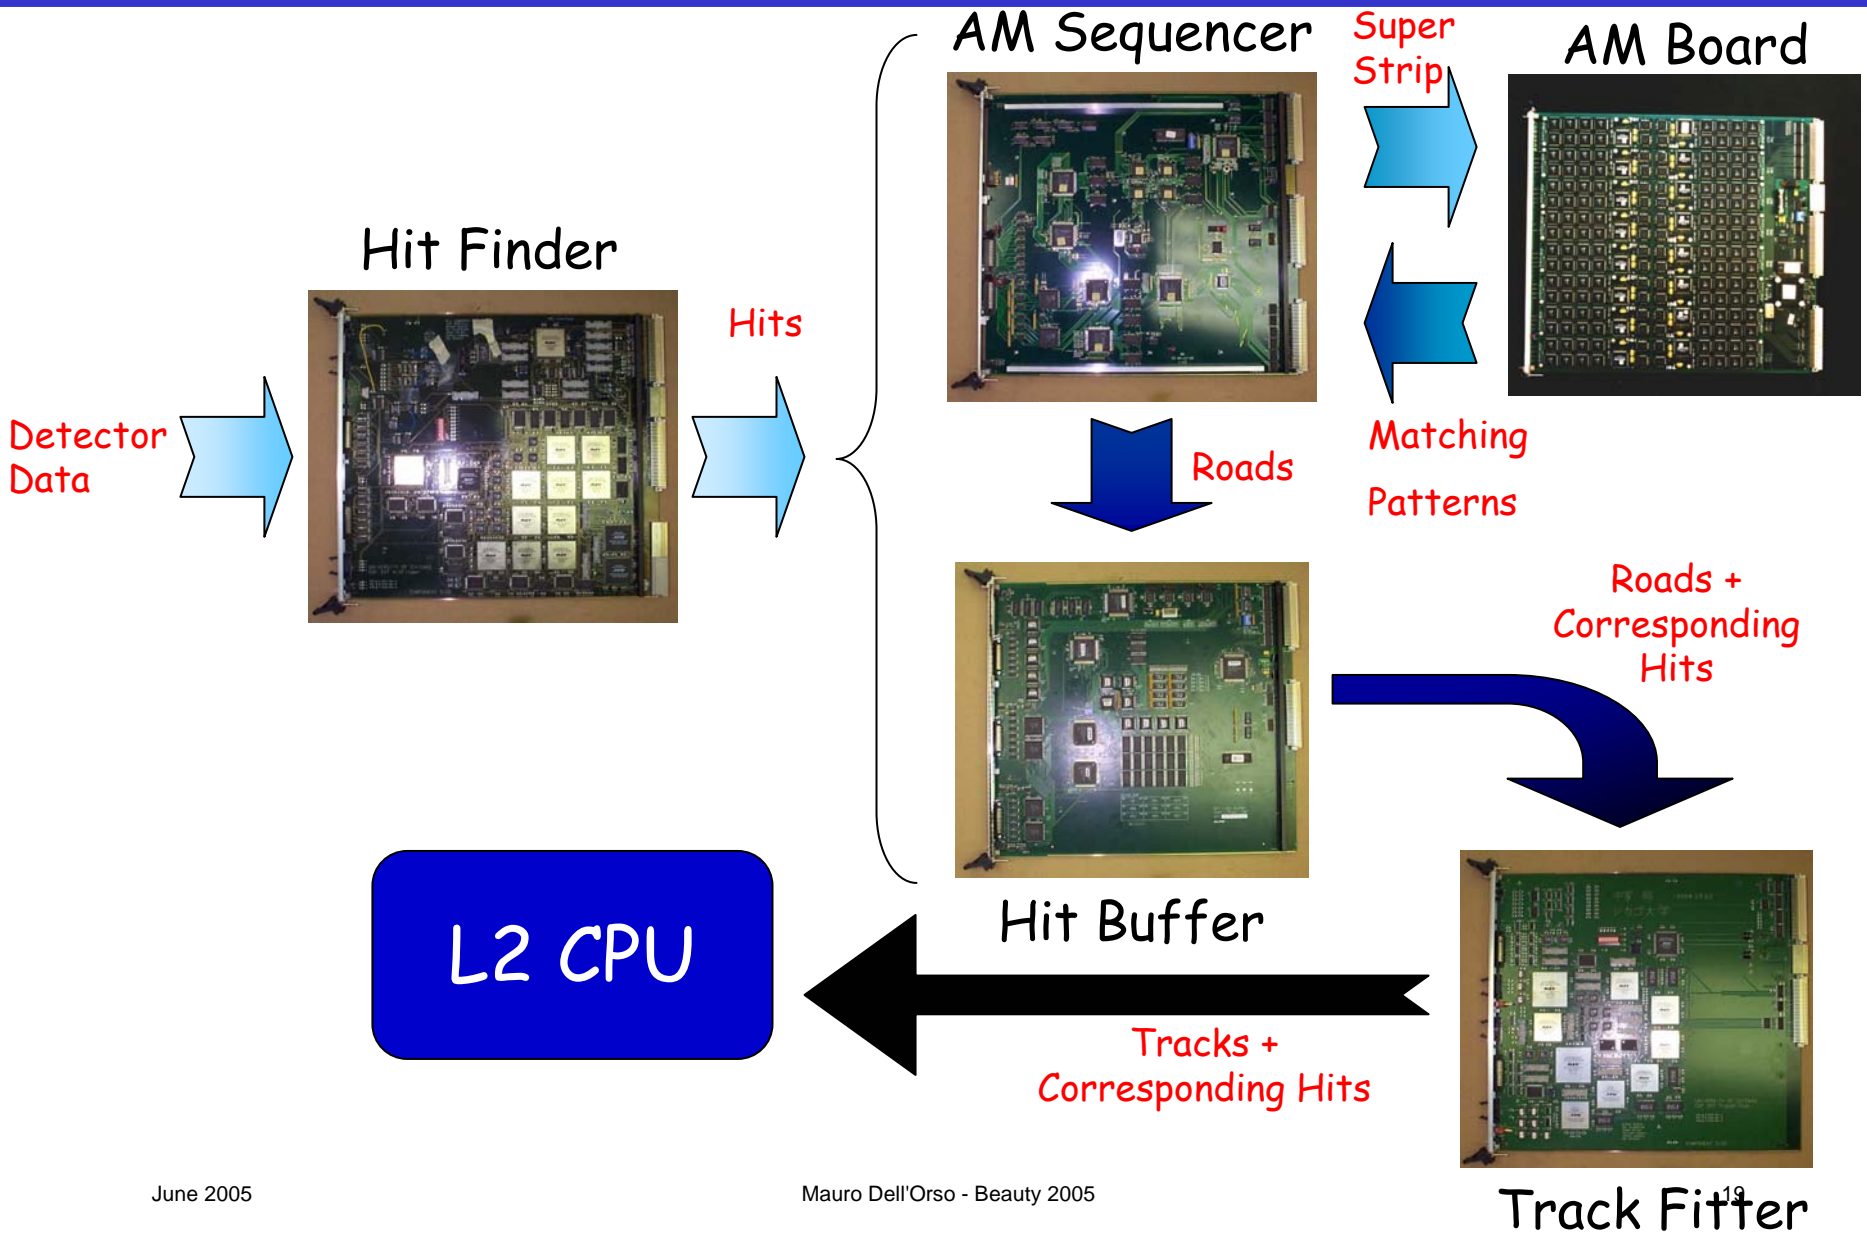 AM Sequencer
Super
Strip
AM Board
Hit Finder
Hits
Detector
Data
Roads
Matching
Patterns
Roads +
Corresponding
Hits
Hit Buffer
L2 CPU
Tracks +
Corresponding Hits
Track Fitter
June 2005
Mauro Dell'Orso - Beauty 2005
19